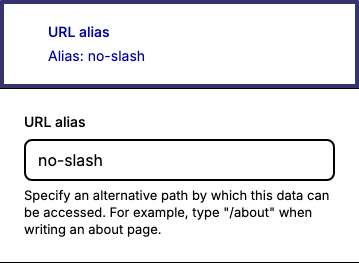 URL alias
Alias: no-slash
URL alias
no-slash
Specify an alternative path by which this data can
be accessed. For example, type "/about" when
writing an about page.